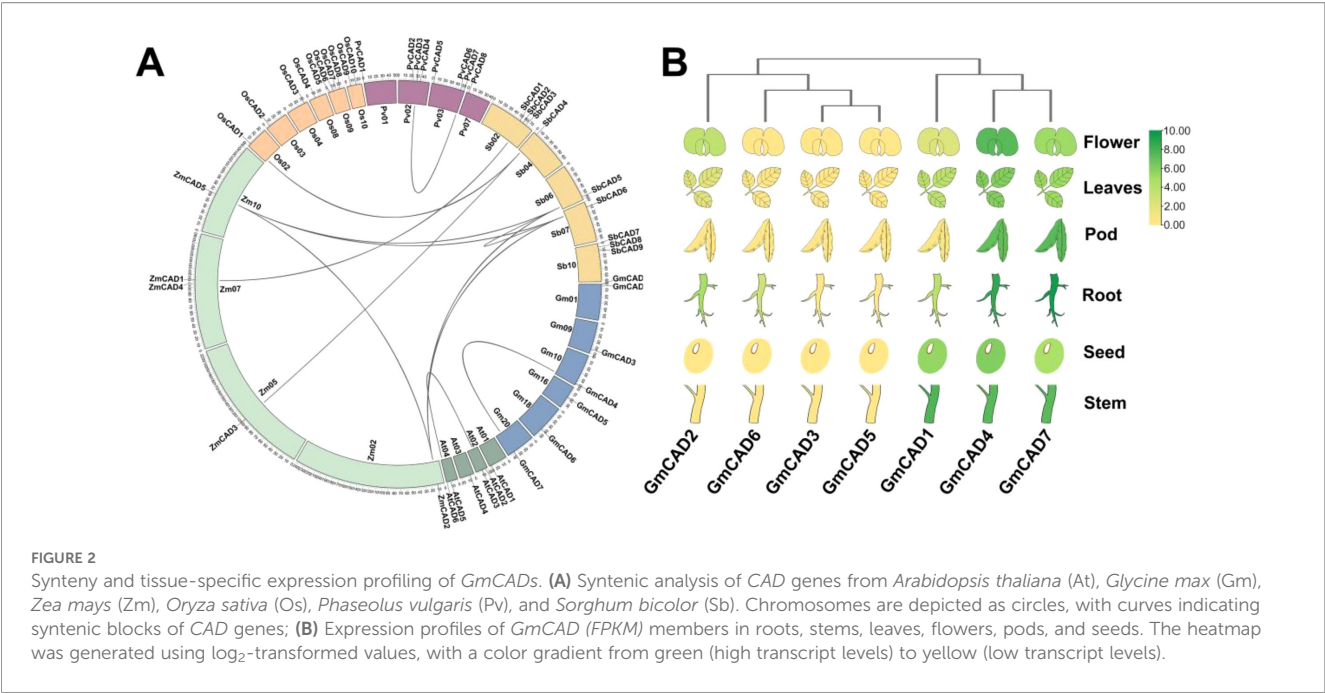 A
B
OsCAD1
OsCAD2
OsCAD3
OsCAD4
OsCAD5
OsCAD6
OsCAD7
OsCAD8
OsCAD9
OsCAD10
PvCAD1
PvCAD2
PvCAD3
PvCAD4
PvCAD5
PvCAD6
PvCAD7
PvCAD8
SbCAD1
SbCAD2
SbCAD3
SbCAD4
SbCAD5
SbCAD6
SbCAD7
SbCAD8
SbCAD9
GmCAD
GmCAD
GmCAD3
GmCAD4
GmCAD5
GmCAD6
GmCAD7
AtCAD1
AtCAD2
AtCAD3
AtCAD4
AtCAD5
AtCAD6
ZmCAD2
ZmCAD3
ZmCAD1
ZmCAD4
ZmCAD5
Os02
Os03
Os04
Os08
Os09
Os10
Pv01
Pv02
Pv03
Pv07
Sb02
Sb04
Sb06
Sb07
Sb10
Gm01
Gm09
Gm10
Gm16
Gm18
Gm20
At01
At02
At03
At04
Zm02
Zm05
Zm07
Zm10
Flower
Leaves
Pod
Root
Seed
Stem
10.00
8.00
6.00
4.00
2.00
0.00
GmCAD2
GmCAD6
GmCAD3
GmCAD5
GmCAD1
GmCAD4
GmCAD7
FIGURE 2
Synteny and tissue-specific expression profiling of GmCADs. (A) Syntenic analysis of CAD genes from Arabidopsis thaliana (At), Glycine max (Gm),
Zea mays (Zm), Oryza sativa (Os), Phaseolus vulgaris (Pv), and Sorghum bicolor (Sb). Chromosomes are depicted as circles, with curves indicating
syntenic blocks of CAD genes; (B) Expression profiles of GmCAD (FPKM) members in roots, stems, leaves, flowers, pods, and seeds. The heatmap
was generated using log₂-transformed values, with a color gradient from green (high transcript levels) to yellow (low transcript levels).